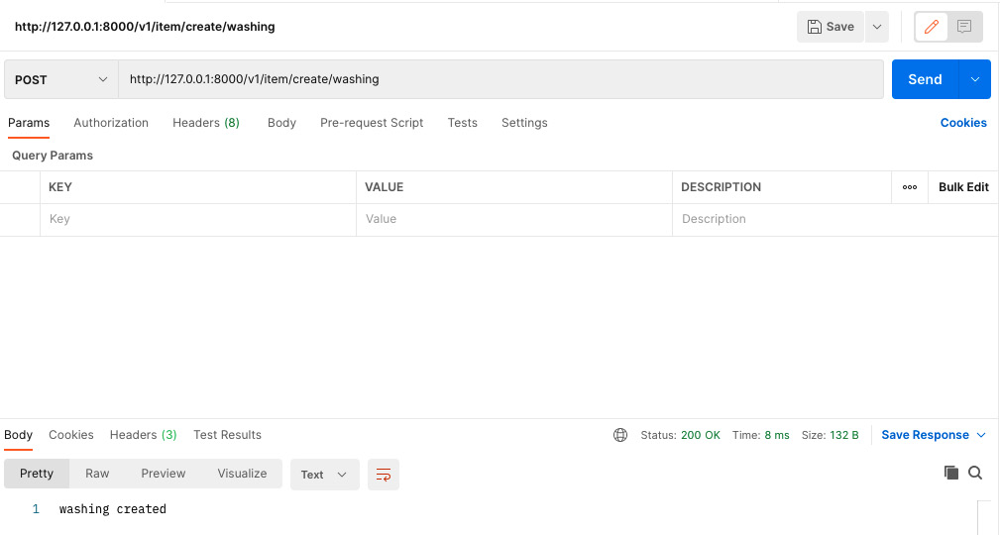 http://127.0.0.1:8000/v1/item/create/washing Save
POST http://127.0.0.1:8000/v1/item/create/washing Send
Params Authorization Headers (8) Body Pre-request Script Tests Settings Cookies
Query Params
KEY VALUE DESCRIPTION ooo Bulk Edit
Key Value Description
Body Cookies Headers (3) Test Results Status: 200 OK Time: 8 ms Size: 132 B Save Response
Pretty Raw Preview Visualize Text
1 washing created